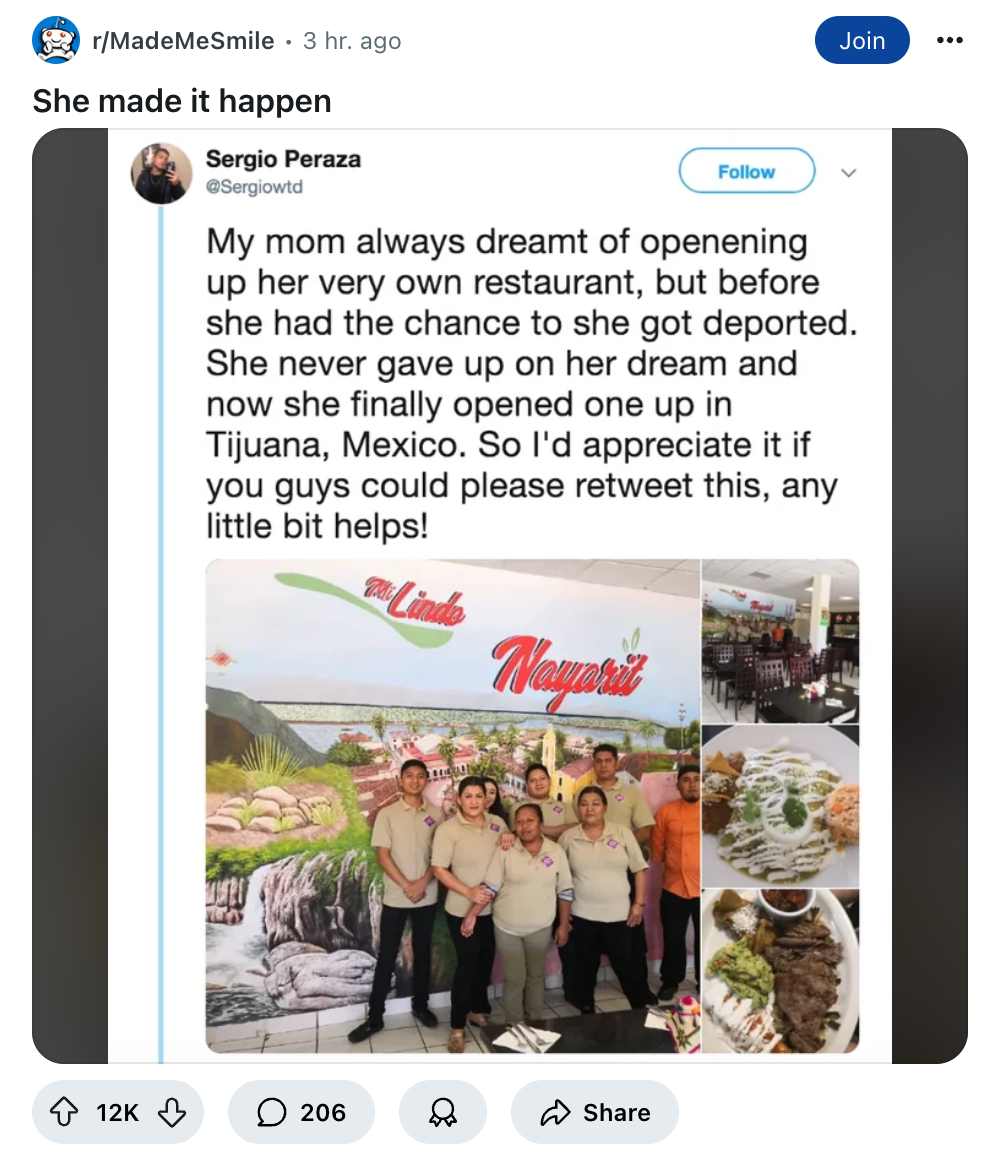 r/MadeMeSmile • 3 hr. ago
Join
She made it happen
Sergio Peraza
@Sergiowtd
Follow
My mom always dreamt of openening
up her very own restaurant, but before
she had the chance to she got deported.
She never gave up on her dream and
now she finally opened one up in
Tijuana, Mexico. So I'd appreciate it if
you guys could please retweet this, any
little bit helps!
Mi Lindo
Nayarit
12K
206
Share